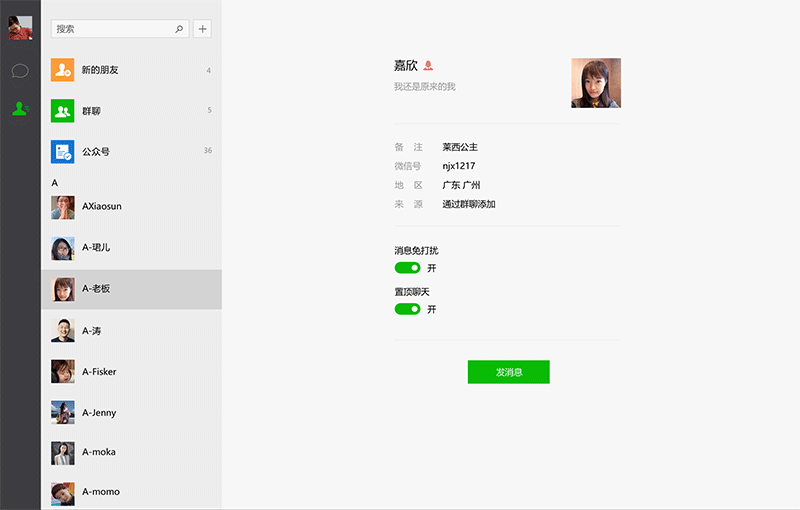 搜索
新的朋友 4
群聊 5
公众号 36
A
AXiaosun
A-珺儿
A-老板
A-涛
A-Fisker
A-Jenny
A-moka
A-momo
嘉欣
我还是原来的我
备 注 莱西公主
微信号 njx1217
地 区 广东 广州
来 源 通过群聊添加
消息免打扰
开
置顶聊天
开
发消息